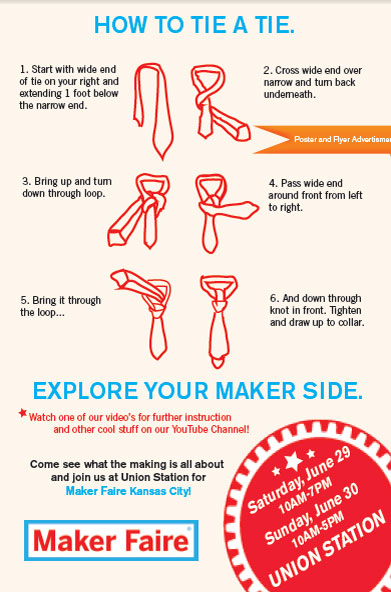 HOW TO TIE A TIE.
1. Start with wide end
of tie on your right and
extending 1 foot below
the narrow end.
2. Cross wide end over
narrow and turn back
underneath.
Poster and Flyer Advertisme
3. Bring up and turn
down through loop.
4. Pass wide end
around front from left
to right.
5. Bring it through
the loop...
6. And down through
knot in front. Tighten
and draw up to collar.
EXPLORE YOUR MAKER SIDE.
Watch one of our video's for further instruction
and other cool stuff on our YouTube Channel!
Come see what the making is all about
and join us at Union Station for
Maker Faire Kansas City!
Maker Faire®
Saturday, June 29
10AM-7PM
Sunday, June 30
10AM-5PM
UNION STATION